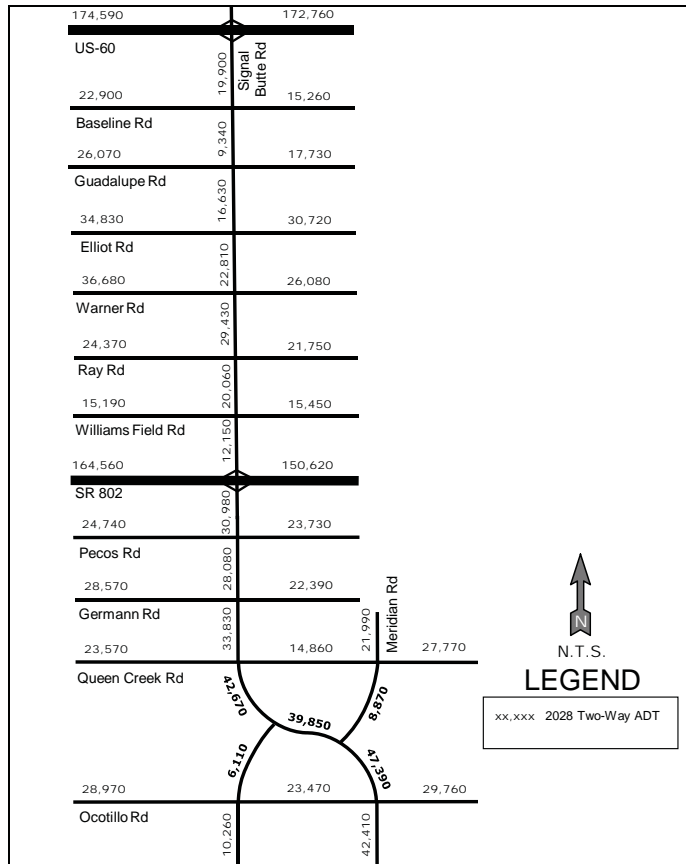 174,590 172,760
US-60
19,900
Signal
Butte Rd
22,900 15,260
Baseline Rd
9,340
26,070 17,730
Guadalupe Rd
16,630
34,830 30,720
Elliot Rd
22,810
36,680 26,080
Warner Rd
29,430
24,370 21,750
Ray Rd
20,060
15,190 15,450
Williams Field Rd
12,150
164,560 150,620
SR 802
30,980
24,740 23,730
Pecos Rd
28,080
28,570 22,390
Germann Rd
33,830
21,990
Meridian Rd
23,570 14,860 27,770
Queen Creek Rd
42,670
39,850
8,870
6,110
47,390
28,970 23,470 29,760
Ocotillo Rd
10,260
42,410
N
N.T.S.
LEGEND
xx,xxx 2028 Two-Way ADT